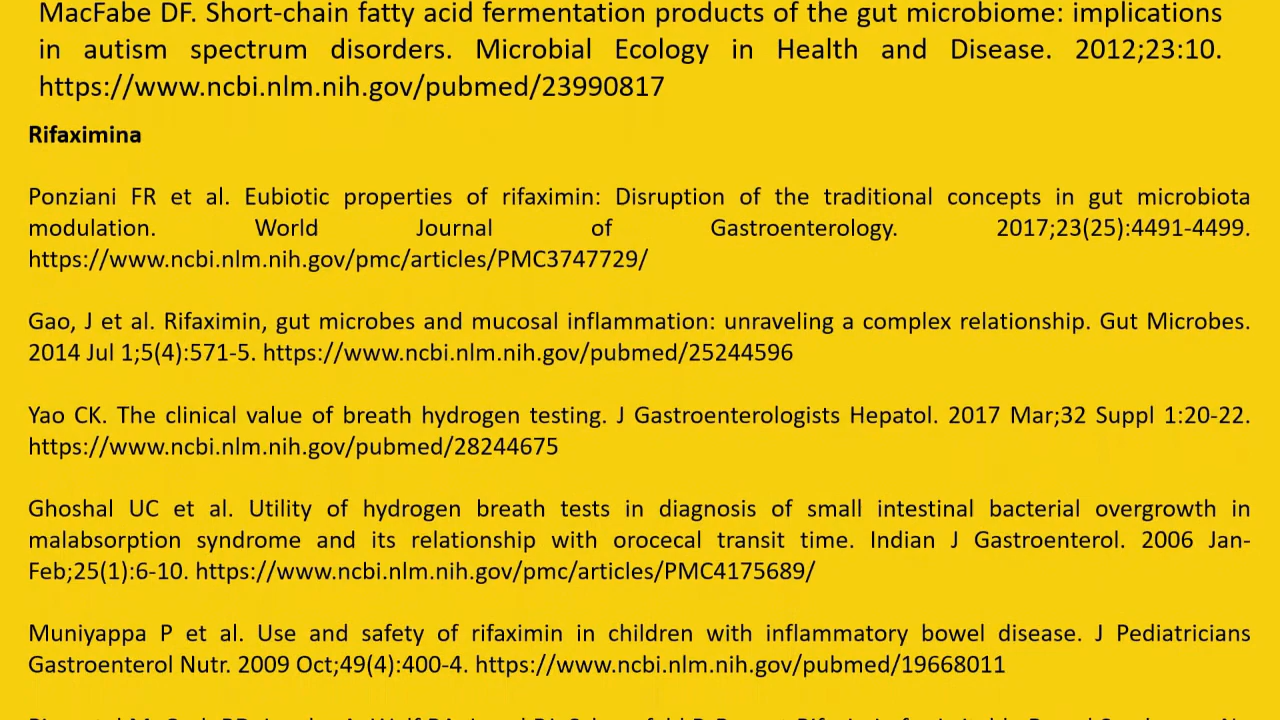 MacFabe DF. Short-chain fatty acid fermentation products of the gut microbiome: implications
in autism spectrum disorders. Microbial Ecology in Health and Disease. 2012;23:10.
https://www.ncbi.nlm.nih.gov/pubmed/23990817
Rifaximina
Ponziani FR et al. Eubiotic properties of rifaximin: Disruption of the traditional concepts in gut microbiota
modulation. World Journal of Gastroenterology. 2017;23(25):4491-4499.
https://www.ncbi.nlm.nih.gov/pmc/articles/PMC3747729/
Gao, J et al. Rifaximin, gut microbes and mucosal inflammation: unraveling a complex relationship. Gut Microbes.
2014 Jul 1;5(4):571-5. https://www.ncbi.nlm.nih.gov/pubmed/25244596
Yao CK. The clinical value of breath hydrogen testing. J Gastroenterologists Hepatol. 2017 Mar;32 Suppl 1:20-22.
https://www.ncbi.nlm.nih.gov/pubmed/28244675
Ghoshal UC et al. Utility of hydrogen breath tests in diagnosis of small intestinal bacterial overgrowth in
malabsorption syndrome and its relationship with orocecal transit time. Indian J Gastroenterol. 2006 Jan-
Feb;25(1):6-10. https://www.ncbi.nlm.nih.gov/pmc/articles/PMC4175689/
Muniyappa P et al. Use and safety of rifaximin in children with inflammatory bowel disease. J Pediatricians
Gastroenterol Nutr. 2009 Oct;49(4):400-4. https://www.ncbi.nlm.nih.gov/pubmed/19668011